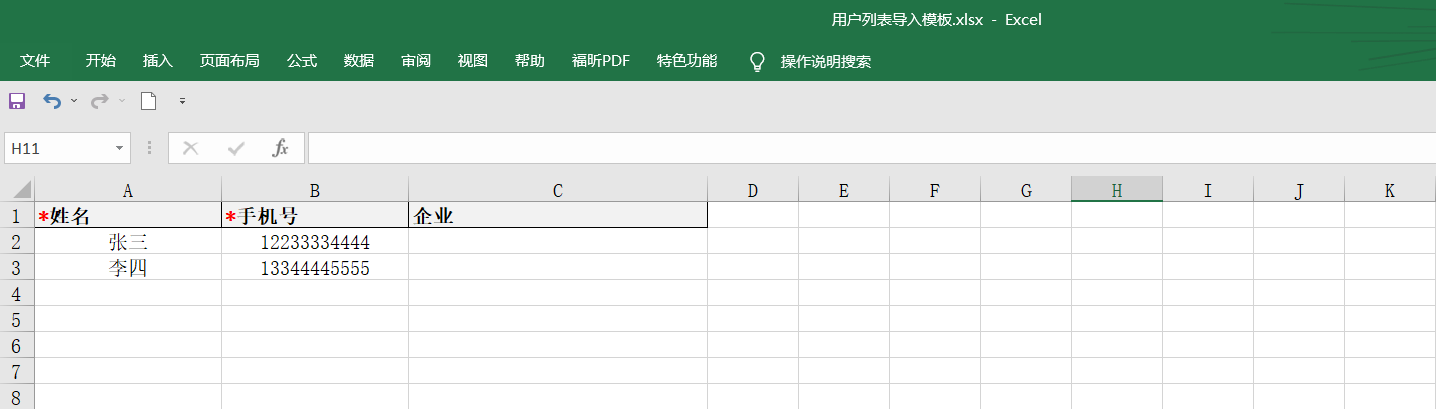 用户列表导入模板.xlsx - Excel
文件 开始 插入 页面布局 公式 数据 审阅 视图 帮助 福昕PDF 特色功能 操作说明搜索
H11 fx
A B C D E F G H I J K
1 *姓名 *手机号 企业
2 张三 12233334444
3 李四 13344445555
4
5
6
7
8